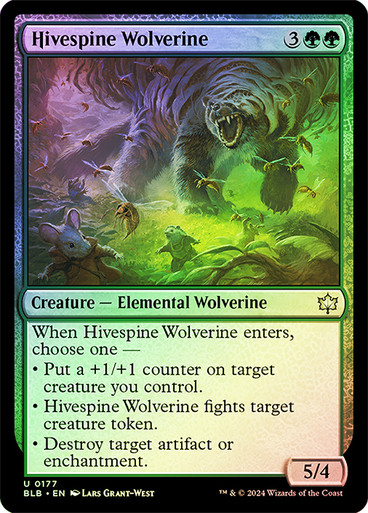 Hivespine Wolverine 3
Creature — Elemental Wolverine
When Hivespine Wolverine enters,
choose one —
• Put a +1/+1 counter on target
creature you control.
• Hivespine Wolverine fights target
creature token.
• Destroy target artifact or
enchantment.
5/4
U 0177
BLB • EN Lars Grant-West
™ & © 2024 Wizards of the Coast